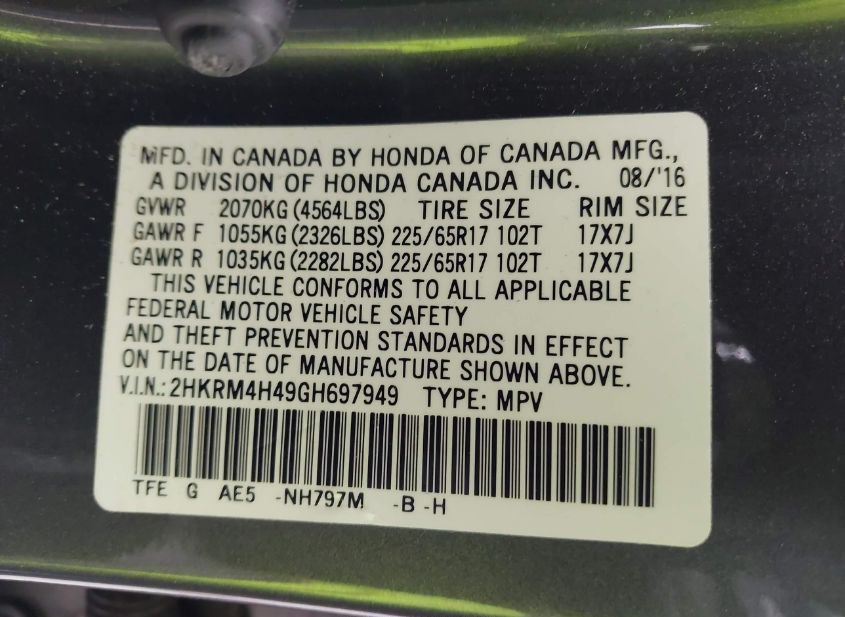 MFD. IN CANADA BY HONDA OF CANADA MFG.,
A DIVISION OF HONDA CANADA INC. 08/'16
GVWR 2070KG (4564LBS) TIRE SIZE RIM SIZE
GAWR F 1055KG (2326LBS) 225/65R17 102T 17X7J
GAWR R 1035KG (2282LBS) 225/65R17 102T 17X7J
THIS VEHICLE CONFORMS TO ALL APPLICABLE
FEDERAL MOTOR VEHICLE SAFETY
AND THEFT PREVENTION STANDARDS IN EFFECT
ON THE DATE OF MANUFACTURE SHOWN ABOVE.
V.I.N.: 2HKRM4H49GH697949 TYPE: MPV
TFE G AE5 -NH797M -B -H